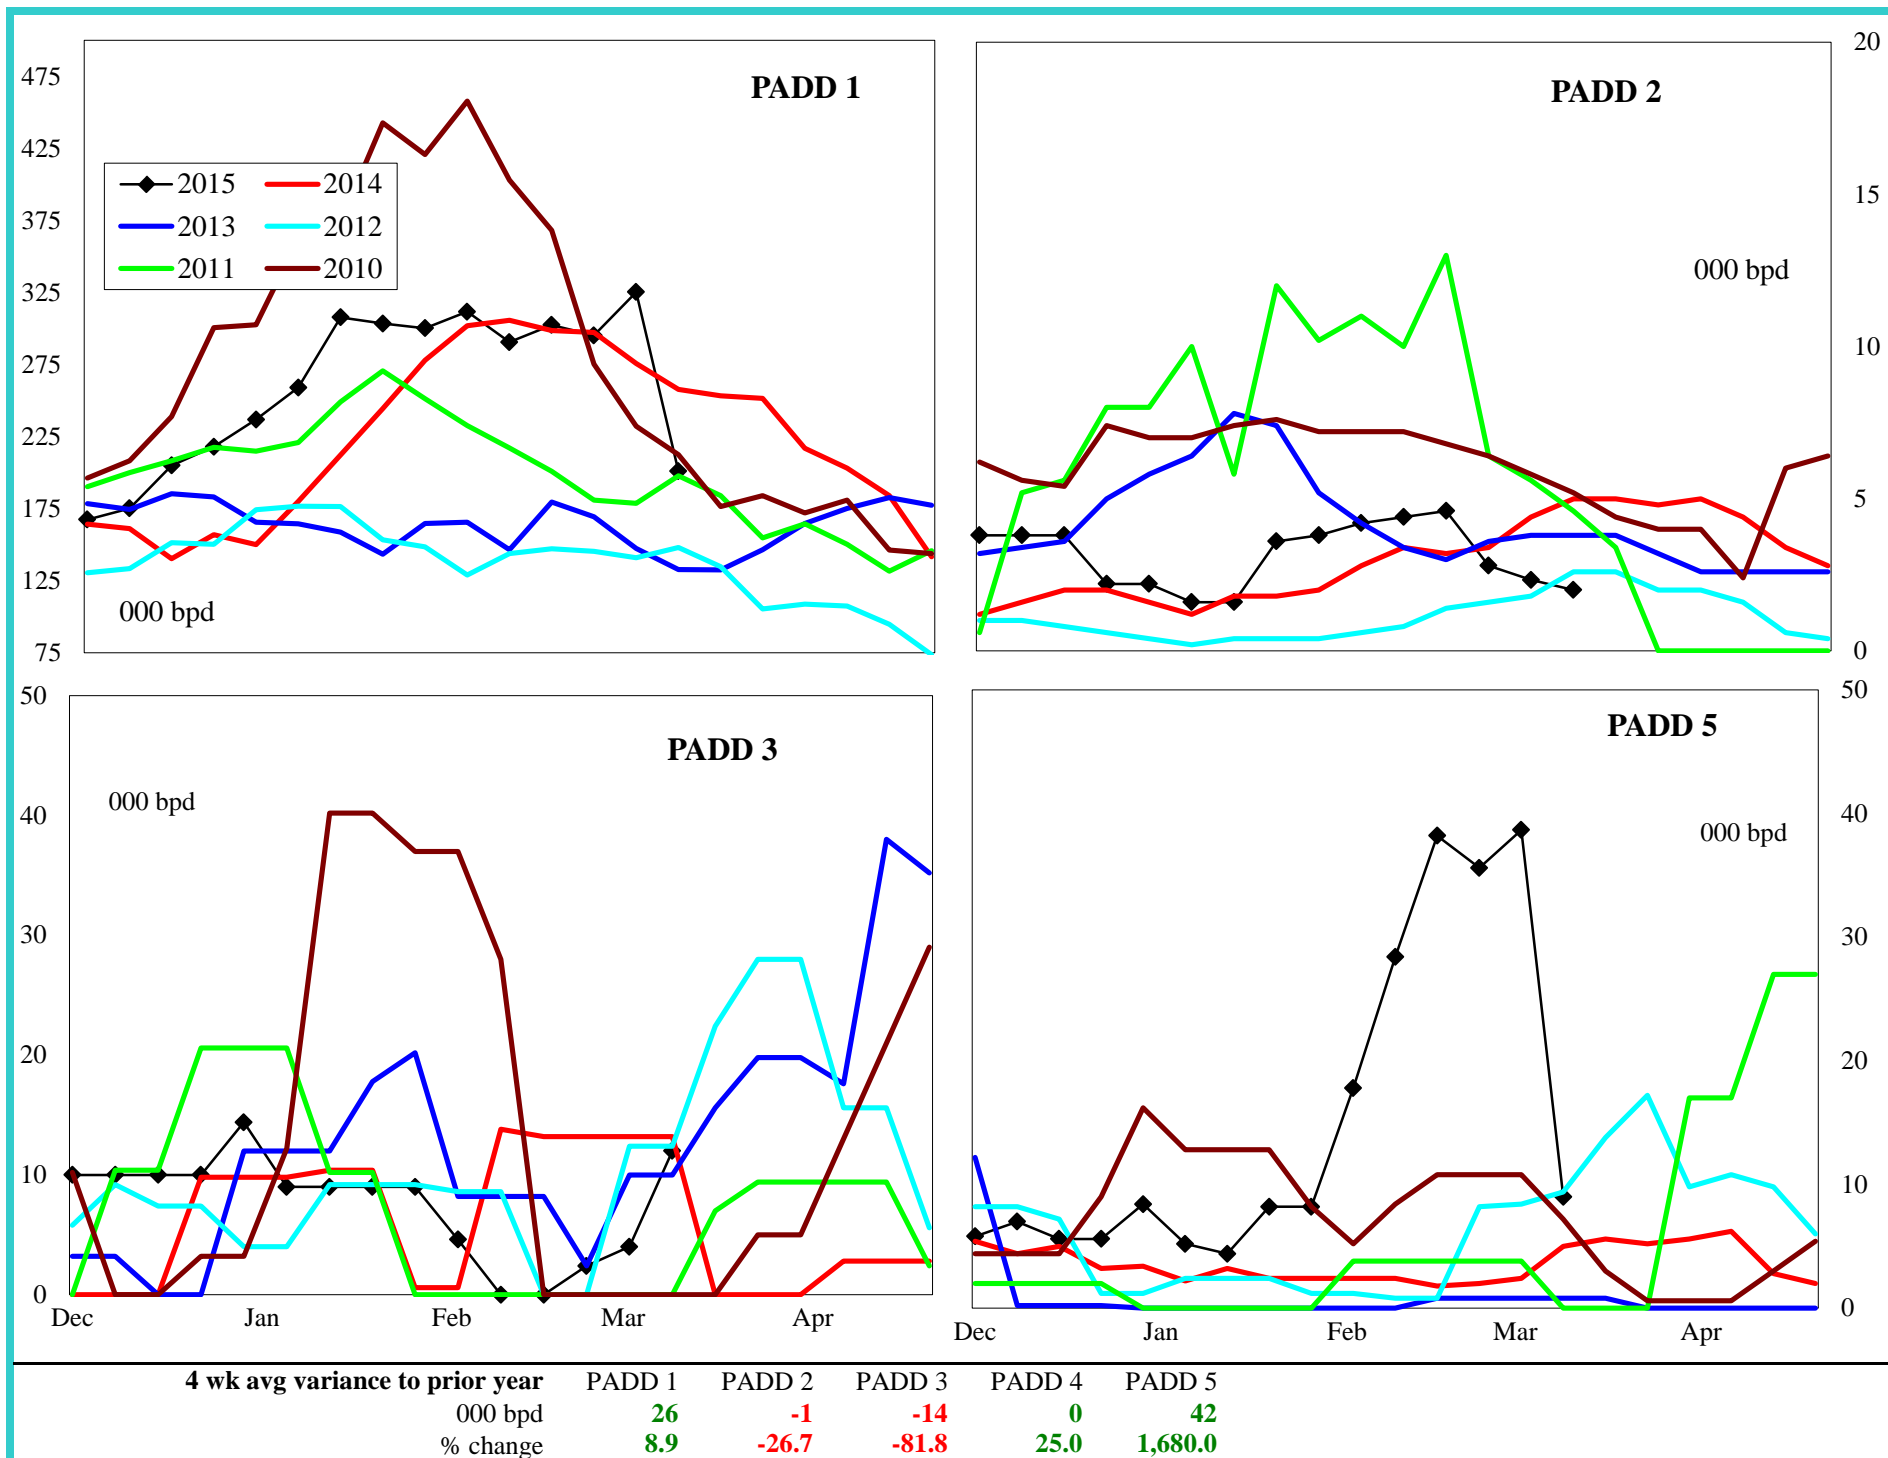 PADD 1
475
425
375
325
275
225
175
125
75
2015 2014
2013 2012
2011 2010
000 bpd
PADD 2
20
15
10
5
0
000 bpd
PADD 3
50
40
30
20
10
0
000 bpd
Dec Jan Feb Mar Apr
PADD 5
50
40
30
20
10
0
000 bpd
Dec Jan Feb Mar Apr
4 wk avg variance to prior year PADD 1 PADD 2 PADD 3 PADD 4 PADD 5
000 bpd 26 -1 -14 0 42
% change 8.9 -26.7 -81.8 25.0 1,680.0